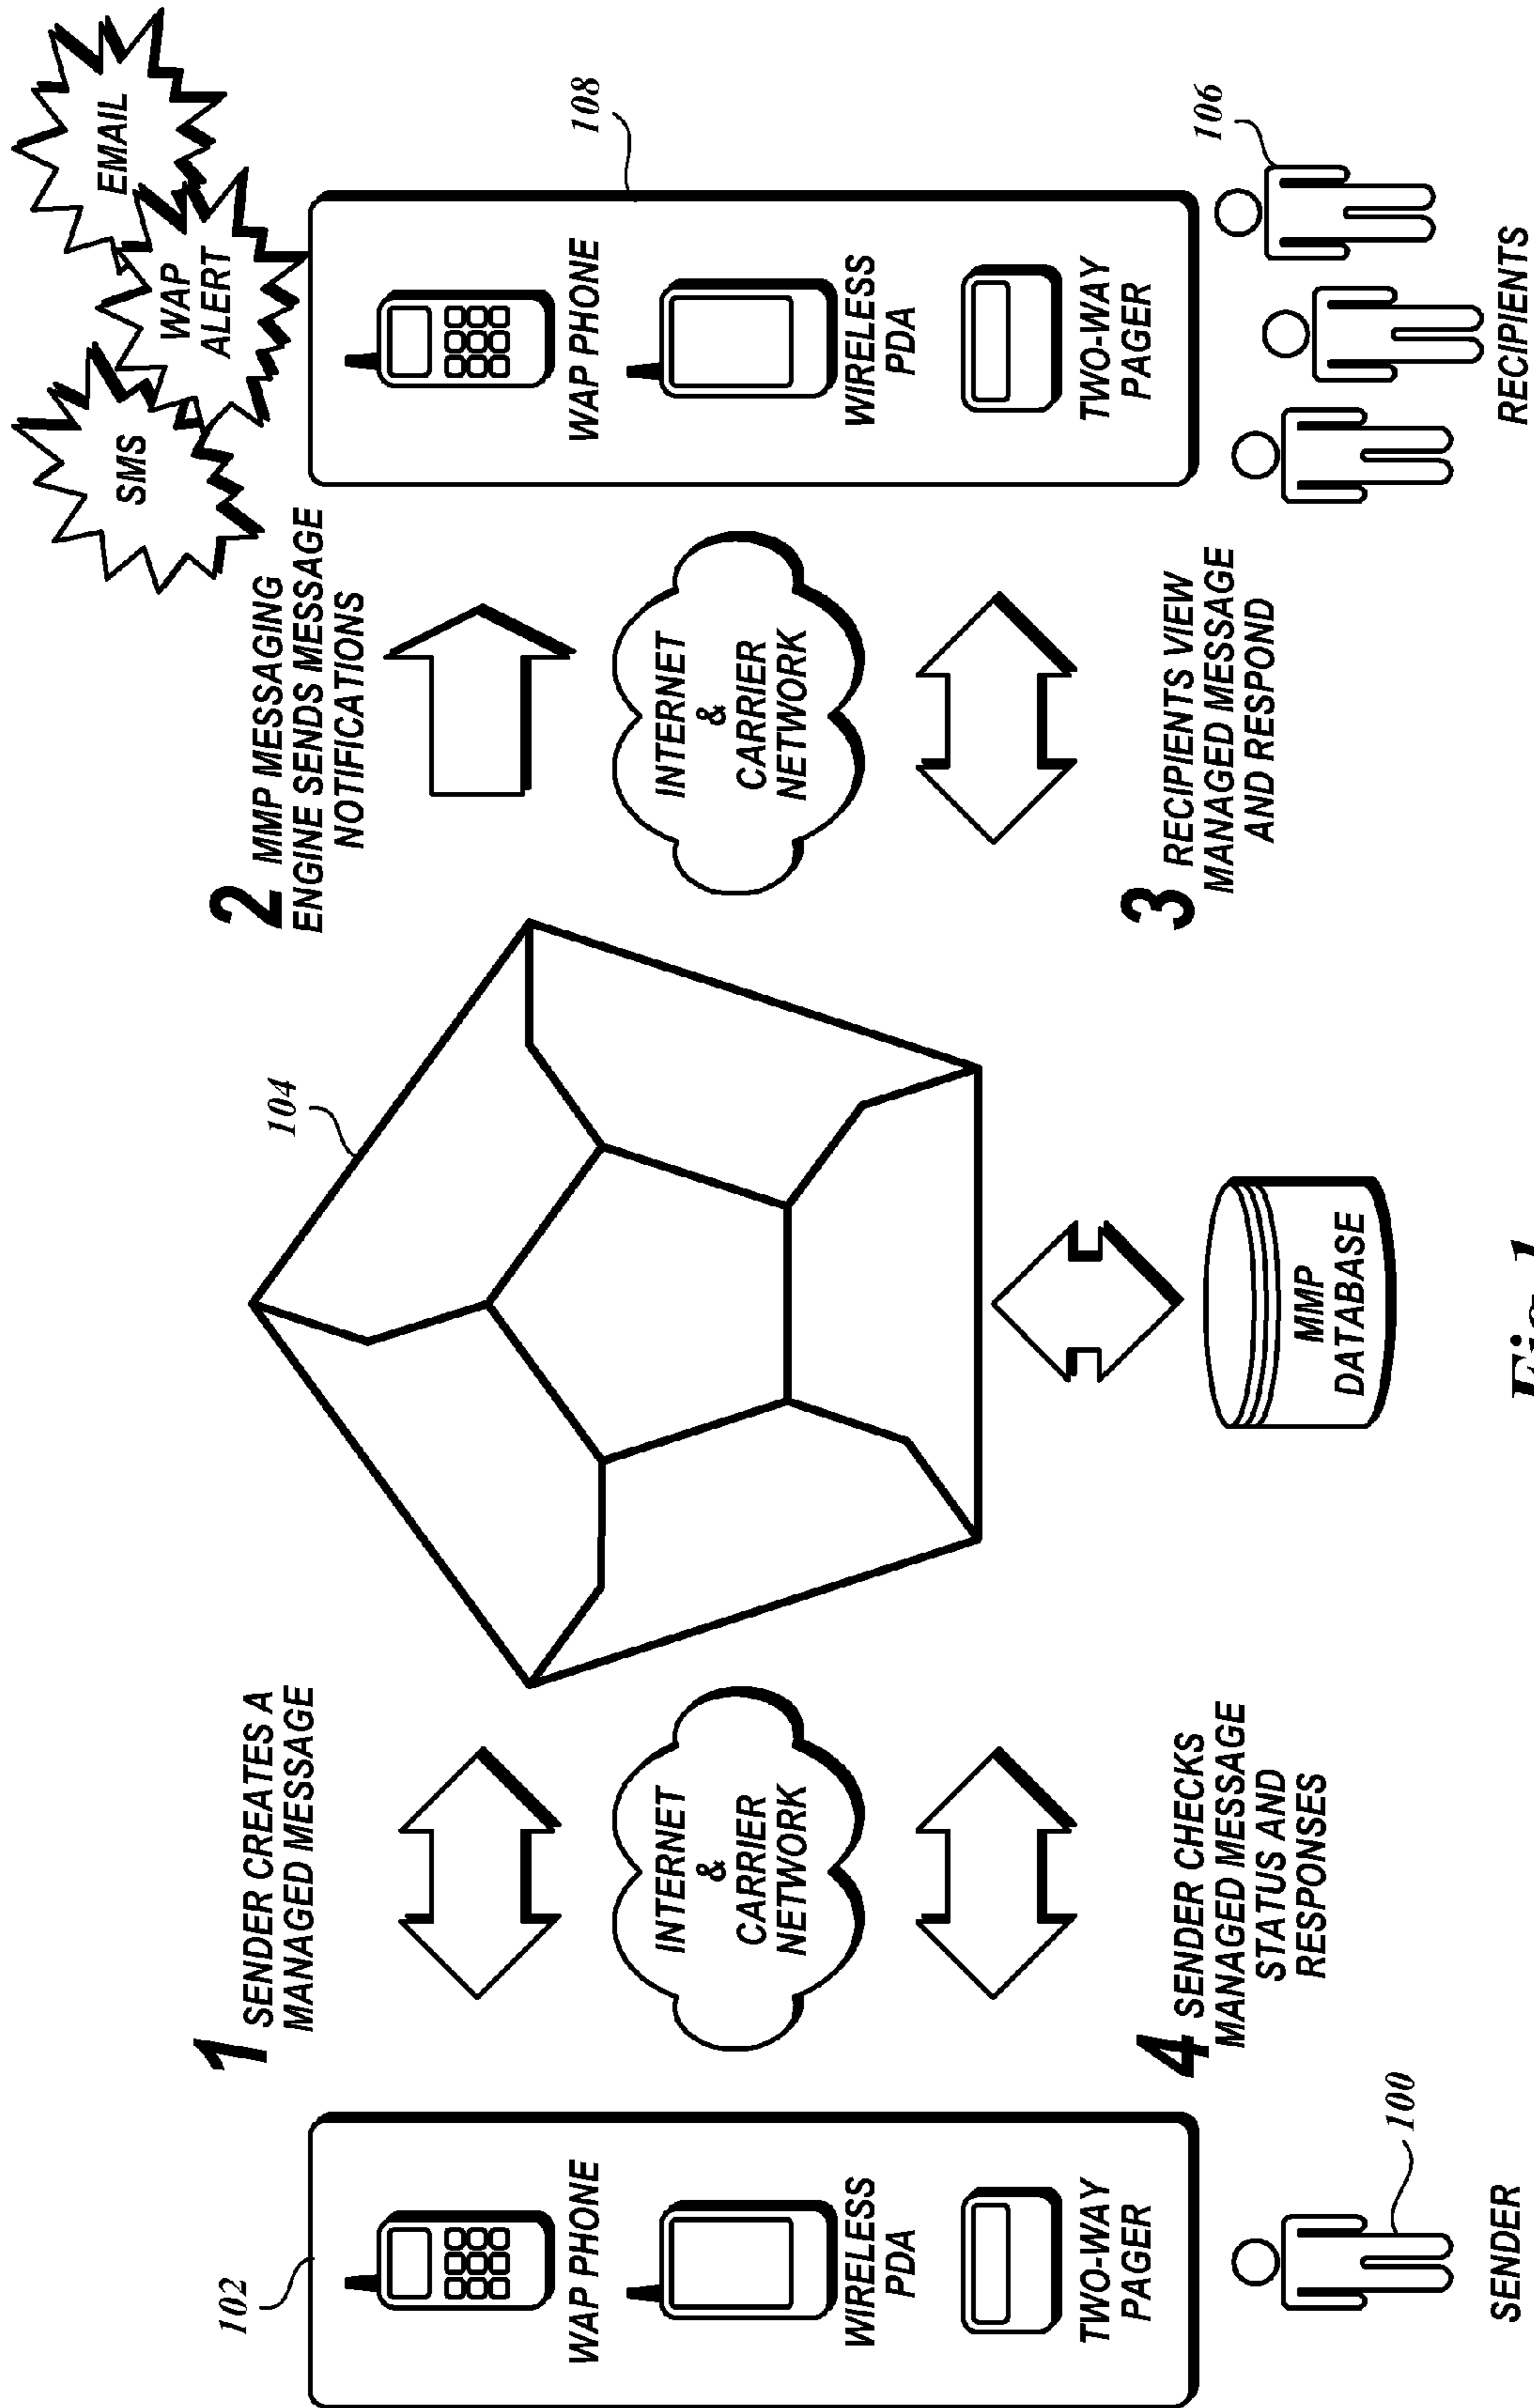 102
WAP PHONE
WIRELESS
PDA
TWO-WAY
PAGER
100
SENDER
1 SENDER CREATES A
MANAGED MESSAGE
INTERNET
&
CARRIER
NETWORK
4 SENDER CHECKS
MANAGED MESSAGE
STATUS AND
RESPONSES
104
MMP
DATABASE
2 MMP MESSAGING
ENGINE SENDS MESSAGE
NOTIFICATIONS
INTERNET
&
CARRIER
NETWORK
3 RECIPIENTS VIEW
MANAGED MESSAGE
AND RESPOND
SMS
WAP
ALERT
EMAIL
108
WAP PHONE
WIRELESS
PDA
TWO-WAY
PAGER
106
RECIPIENTS